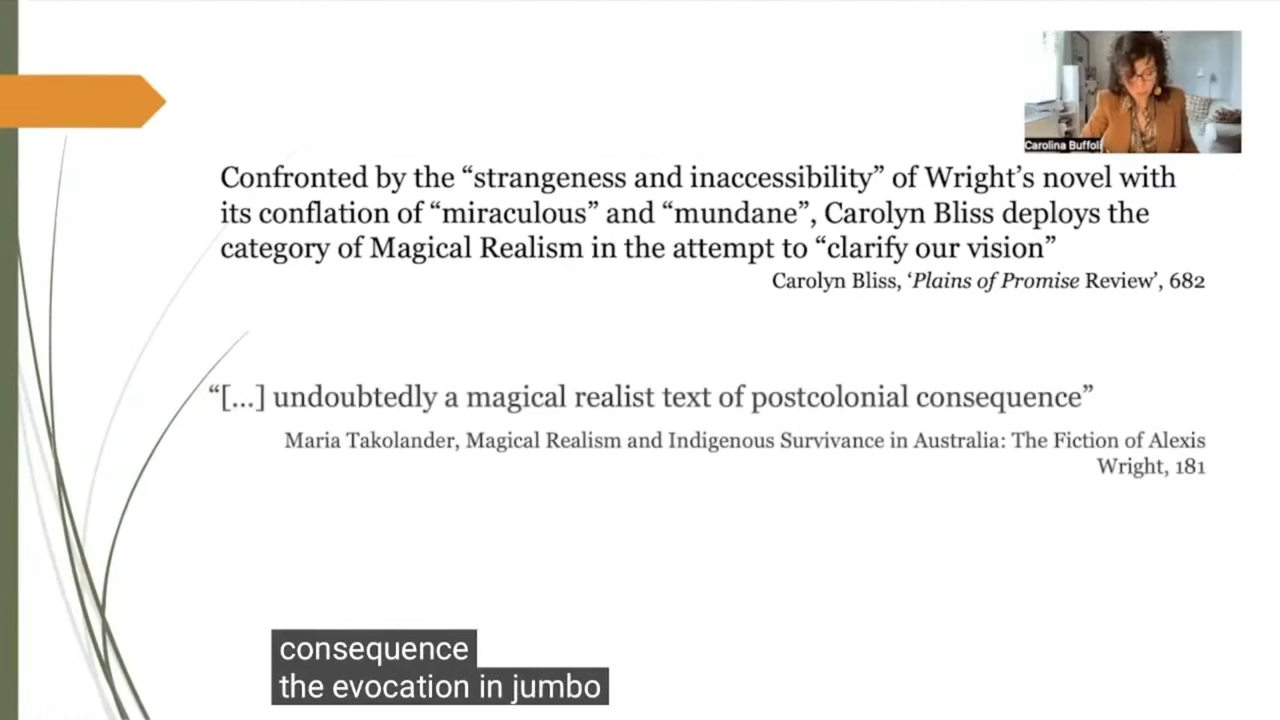 Carolina Buffoli
Confronted by the “strangeness and inaccessibility” of Wright’s novel with
its conflation of “miraculous” and “mundane”, Carolyn Bliss deploys the
category of Magical Realism in the attempt to “clarify our vision”
Carolyn Bliss, ‘Plains of Promise Review’, 682
“[...] undoubtedly a magical realist text of postcolonial consequence”
Maria Takolander, Magical Realism and Indigenous Survivance in Australia: The Fiction of Alexis
Wright, 181
consequence
the evocation in jumbo